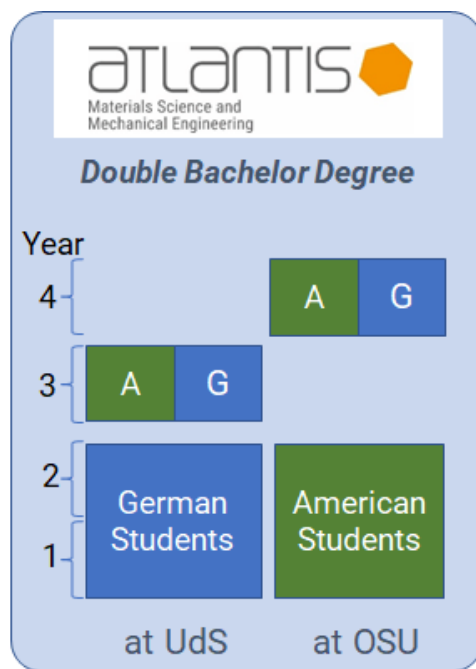 ATLANTIS
Materials Science and
Mechanical Engineering
Double Bachelor Degree
Year
4
A
G
3
A
G
2
1
German
Students
American
Students
at UdS
at OSU